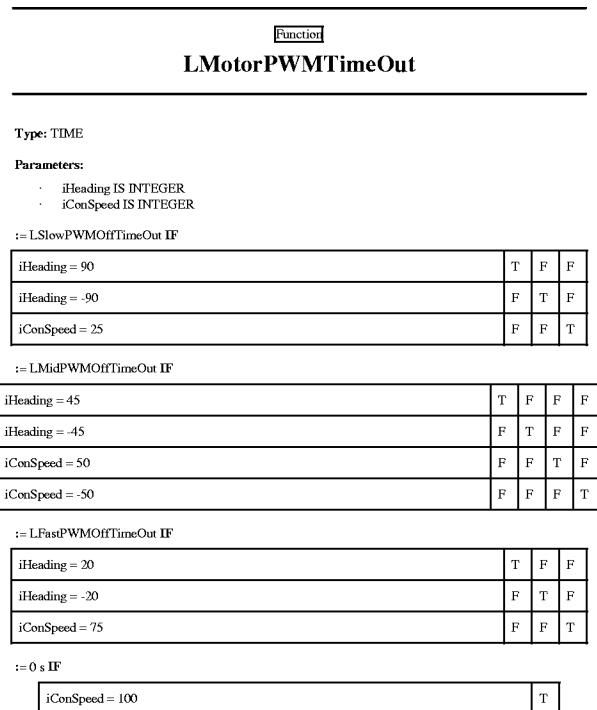 Function
LMotorPWMTimeOut
Type: TIME
Parameters:
· iHeading IS INTEGER
· iConSpeed IS INTEGER
:= LSlowPWMOffTimeOut IF
iHeading = 90 T F F
iHeading = -90 F T F
iConSpeed = 25 F F T
:= LMidPWMOffTimeOut IF
iHeading = 45 T F F F
iHeading = -45 F T F F
iConSpeed = 50 F F T F
iConSpeed = -50 F F F T
:= LFastPWMOffTimeOut IF
iHeading = 20 T F F
iHeading = -20 F T F
iConSpeed = 75 F F T
:= 0 s IF
iConSpeed = 100 T